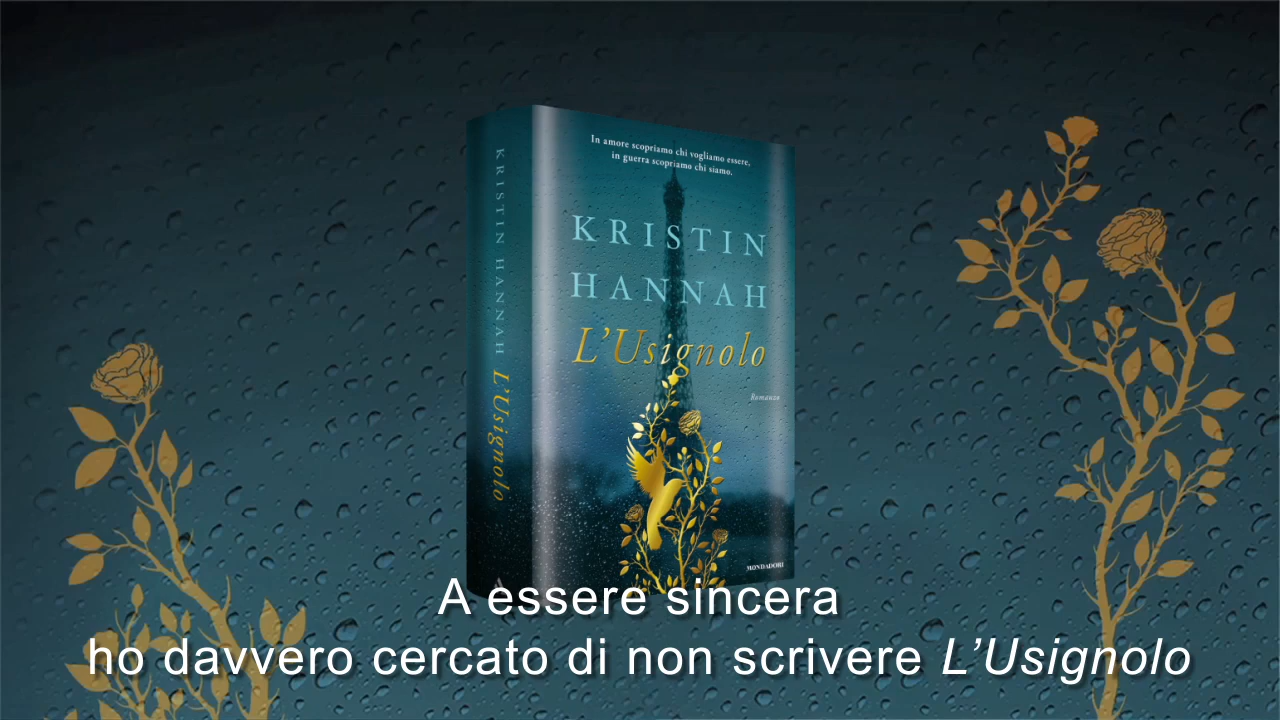 In amore scopriamo chi vogliamo essere,
in guerra scopriamo chi siamo.
KRISTIN
HANNAH
L'Usignolo
Romanzo
MONDADORI
KRISTIN HANNAH L'Usignolo
A essere sincera
ho davvero cercato di non scrivere L'Usignolo